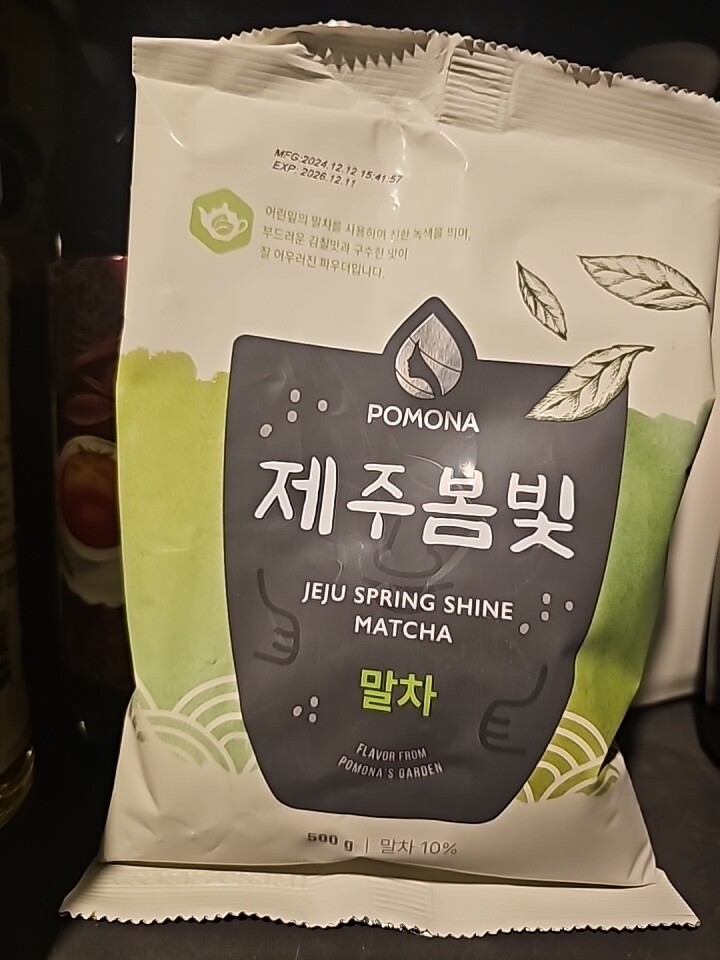 MFG:2024.12.12 15:41:57
EXP: 2026.12.11
어린잎의 말차를 사용하여 진한 녹색을 띄며,
부드러운 감칠맛과 구수한 맛이
잘 어우러진 파우더입니다.
POMONA
제주봄빛
JEJU SPRING SHINE
MATCHA
말차
FLAVOR FROM
POMONA'S GARDEN
500 g | 말차 10%